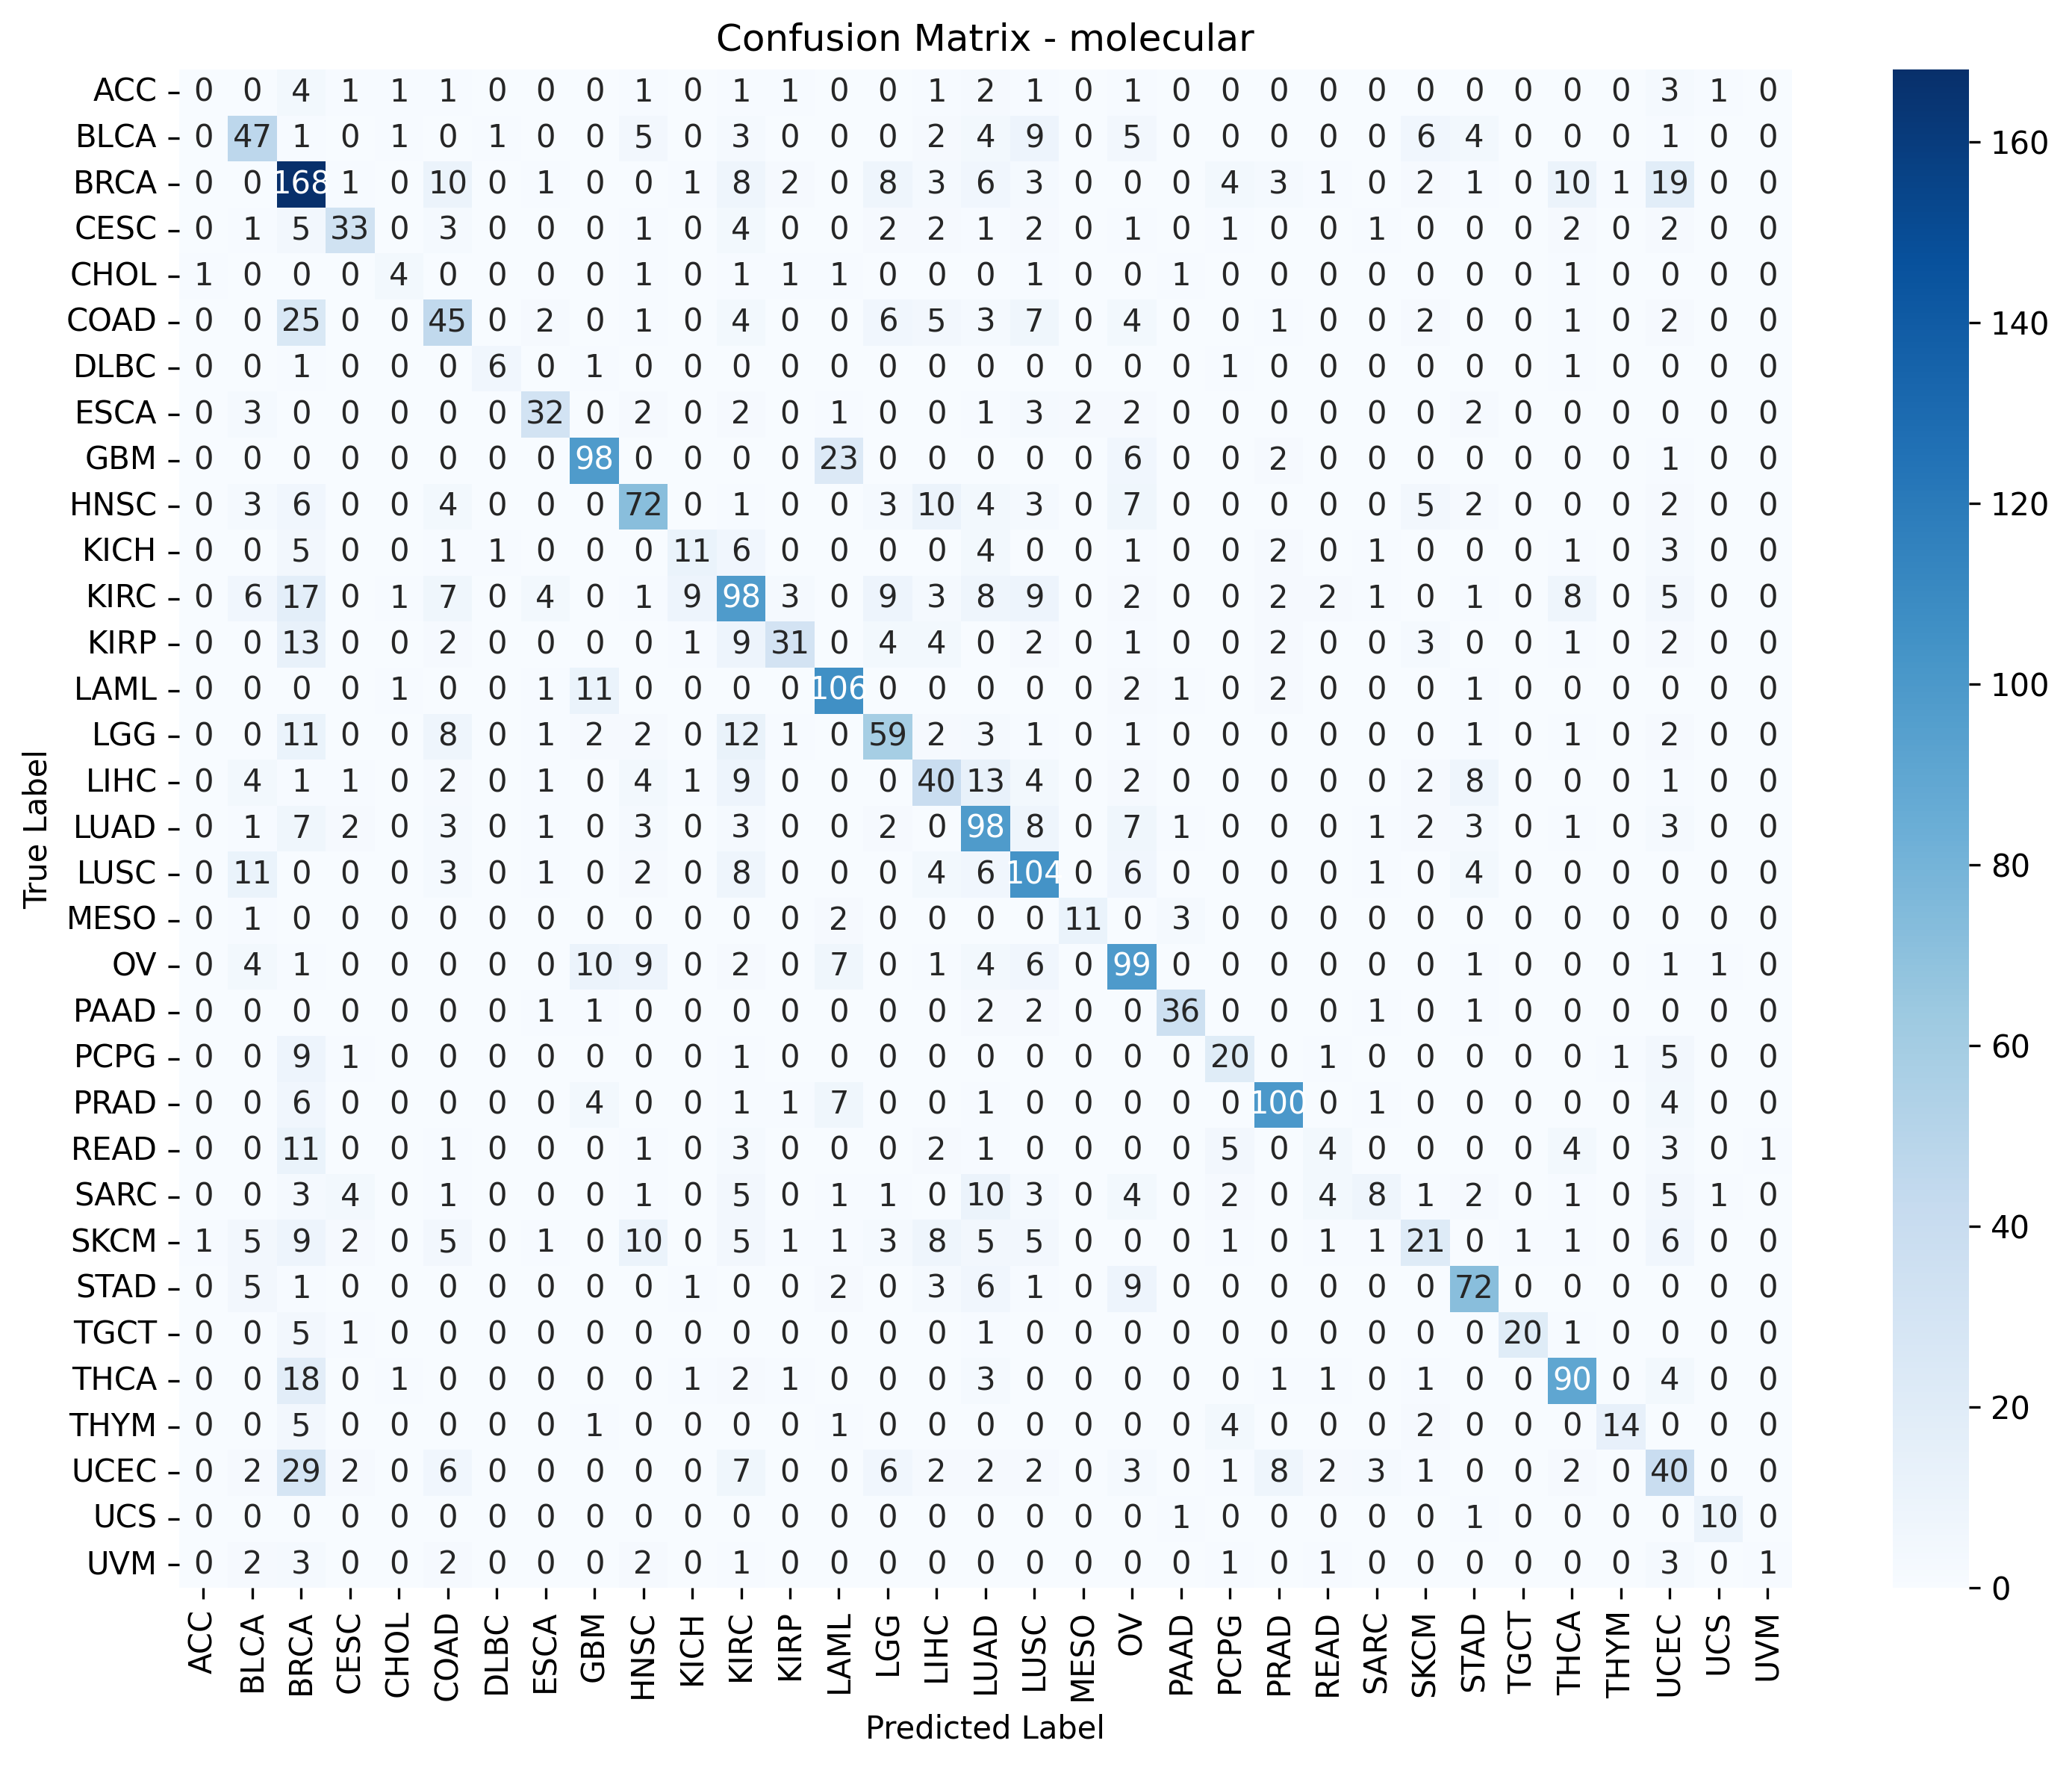 Confusion Matrix - molecular
ACC 0 0 4 1 1 1 0 0 0 1 0 1 1 0 0 1 2 1 0 1 0 0 0 0 0 0 0 0 0 0 3 1 0
BLCA 0 47 1 0 1 0 1 0 0 5 0 3 0 0 0 2 4 9 0 5 0 0 0 0 0 6 4 0 0 0 1 0 0
BRCA 0 0 168 1 0 10 0 1 0 0 1 8 2 0 8 3 6 3 0 0 0 4 3 1 0 2 1 0 10 1 19 0 0
CESC 0 1 5 33 0 3 0 0 0 1 0 4 0 0 2 2 1 2 0 1 0 1 0 0 1 0 0 0 2 0 2 0 0
CHOL 1 0 0 0 4 0 0 0 0 1 0 1 1 1 0 0 0 1 0 0 1 0 0 0 0 0 0 0 1 0 0 0 0
COAD 0 0 25 0 0 45 0 2 0 1 0 4 0 0 6 5 3 7 0 4 0 0 1 0 0 2 0 0 1 0 2 0 0
DLBC 0 0 1 0 0 0 6 0 1 0 0 0 0 0 0 0 0 0 0 0 0 1 0 0 0 0 0 0 1 0 0 0 0
ESCA 0 3 0 0 0 0 0 32 0 2 0 2 0 1 0 0 1 3 2 2 0 0 0 0 0 0 2 0 0 0 0 0 0
GBM 0 0 0 0 0 0 0 0 98 0 0 0 0 23 0 0 0 0 0 6 0 0 2 0 0 0 0 0 0 0 1 0 0
HNSC 0 3 6 0 0 4 0 0 0 72 0 1 0 0 3 10 4 3 0 7 0 0 0 0 0 5 2 0 0 0 2 0 0
KICH 0 0 5 0 0 1 1 0 0 0 11 6 0 0 0 0 4 0 0 1 0 0 2 0 1 0 0 0 1 0 3 0 0
KIRC 0 6 17 0 1 7 0 4 0 1 9 98 3 0 9 3 8 9 0 2 0 0 2 2 1 0 1 0 8 0 5 0 0
KIRP 0 0 13 0 0 2 0 0 0 0 1 9 31 0 4 4 0 2 0 1 0 0 2 0 0 3 0 0 1 0 2 0 0
LAML 0 0 0 0 1 0 0 1 11 0 0 0 0 106 0 0 0 0 0 2 1 0 2 0 0 0 1 0 0 0 0 0 0
LGG 0 0 11 0 0 8 0 1 2 2 0 12 1 0 59 2 3 1 0 1 0 0 0 0 0 0 1 0 1 0 2 0 0
LIHC 0 4 1 1 0 2 0 1 0 4 1 9 0 0 0 40 13 4 0 2 0 0 0 0 0 2 8 0 0 0 1 0 0
LUAD 0 1 7 2 0 3 0 1 0 3 0 3 0 0 2 0 98 8 0 7 1 0 0 0 1 2 3 0 1 0 3 0 0
LUSC 0 11 0 0 0 3 0 1 0 2 0 8 0 0 0 4 6 104 0 6 0 0 0 0 1 0 4 0 0 0 0 0 0
MESO 0 1 0 0 0 0 0 0 0 0 0 0 0 2 0 0 0 0 11 0 3 0 0 0 0 0 0 0 0 0 0 0 0
OV 0 4 1 0 0 0 0 0 10 9 0 2 0 7 0 1 4 6 0 99 0 0 0 0 0 0 1 0 0 0 1 1 0
PAAD 0 0 0 0 0 0 0 1 1 0 0 0 0 0 0 0 2 2 0 0 36 0 0 0 1 0 1 0 0 0 0 0 0
PCPG 0 0 9 1 0 0 0 0 0 0 0 1 0 0 0 0 0 0 0 0 0 20 0 1 0 0 0 0 0 1 5 0 0
PRAD 0 0 6 0 0 0 0 0 4 0 0 1 1 7 0 0 1 0 0 0 0 0 100 0 1 0 0 0 0 0 4 0 0
READ 0 0 11 0 0 1 0 0 0 1 0 3 0 0 0 2 1 0 0 0 0 5 0 4 0 0 0 0 4 0 3 0 1
SARC 0 0 3 4 0 1 0 0 0 1 0 5 0 1 1 0 10 3 0 4 0 2 0 4 8 1 2 0 1 0 5 1 0
SKCM 1 5 9 2 0 5 0 1 0 10 0 5 1 1 3 8 5 5 0 0 0 1 0 1 1 21 0 1 1 0 6 0 0
STAD 0 5 1 0 0 0 0 0 0 0 1 0 0 2 0 3 6 1 0 9 0 0 0 0 0 0 72 0 0 0 0 0 0
TGCT 0 0 5 1 0 0 0 0 0 0 0 0 0 0 0 0 1 0 0 0 0 0 0 0 0 0 0 20 1 0 0 0 0
THCA 0 0 18 0 1 0 0 0 0 0 1 2 1 0 0 0 3 0 0 0 0 0 1 1 0 1 0 0 90 0 4 0 0
THYM 0 0 5 0 0 0 0 0 1 0 0 0 0 1 0 0 0 0 0 0 0 4 0 0 0 2 0 0 0 14 0 0 0
UCEC 0 2 29 2 0 6 0 0 0 0 0 7 0 0 6 2 2 2 0 3 0 1 8 2 3 1 0 0 2 0 40 0 0
UCS 0 0 0 0 0 0 0 0 0 0 0 0 0 0 0 0 0 0 0 0 1 0 0 0 0 0 1 0 0 0 0 10 0
UVM 0 2 3 0 0 2 0 0 0 2 0 1 0 0 0 0 0 0 0 0 0 1 0 1 0 0 0 0 0 0 3 0 1
ACC BLCA BRCA CESC CHOL COAD DLBC ESCA GBM HNSC KICH KIRC KIRP LAML LGG LIHC LUAD LUSC MESO OV PAAD PCPG PRAD READ SARC SKCM STAD TGCT THCA THYM UCEC UCS UVM
Predicted Label
True Label
160
140
120
100
80
60
40
20
0